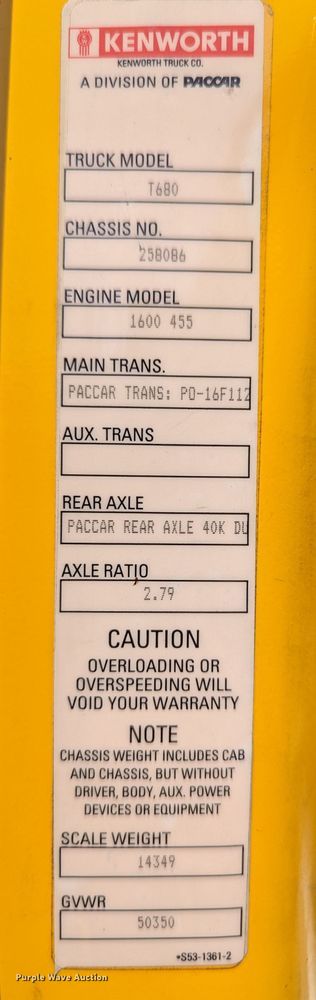 KENWORTH
KENWORTH TRUCK CO.
A DIVISION OF PACCAR
TRUCK MODEL
T680
CHASSIS NO.
258086
ENGINE MODEL
1600 455
MAIN TRANS.
PACCAR TRANS: PO-16F112
AUX. TRANS
REAR AXLE
PACCAR REAR AXLE 40K DU
AXLE RATIO
2.79
CAUTION
OVERLOADING OR
OVERSPEEDING WILL
VOID YOUR WARRANTY
NOTE
CHASSIS WEIGHT INCLUDES CAB
AND CHASSIS, BUT WITHOUT
DRIVER, BODY, AUX. POWER
DEVICES OR EQUIPMENT
SCALE WEIGHT
14349
GVWR
50350
*S53-1361-2
Purple Wave Auction